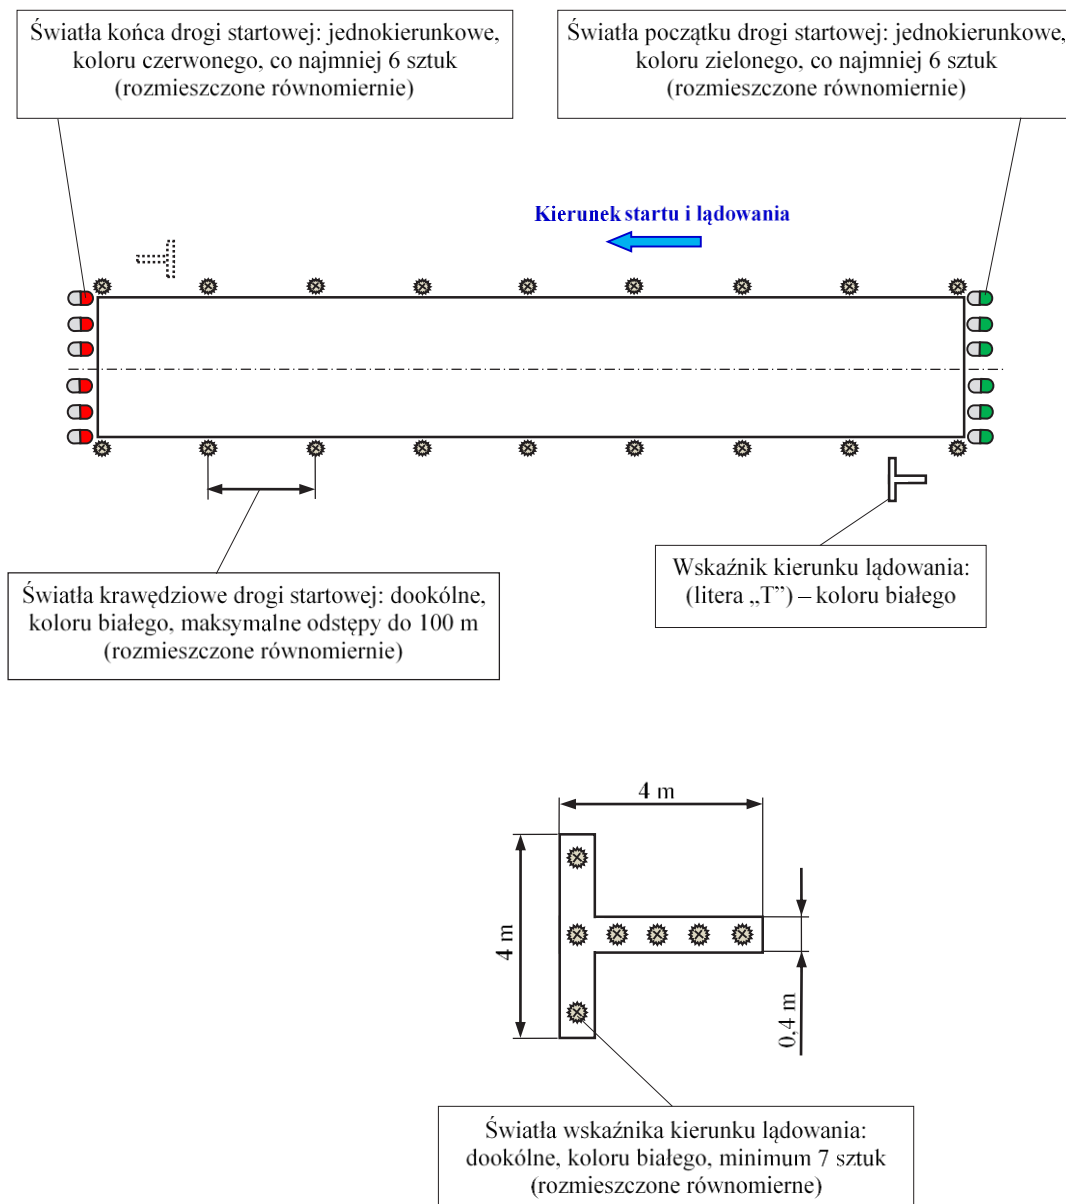 Światła końca drogi startowej: jednokierunkowe,
koloru czerwonego, co najmniej 6 sztuk
(rozmieszczone równomiernie)
Światła początku drogi startowej: jednokierunkowe,
koloru zielonego, co najmniej 6 sztuk
(rozmieszczone równomiernie)
Kierunek startu i lądowania
Wskaźnik kierunku lądowania:
(litera „T”) – koloru białego
Światła krawędziowe drogi startowej: dookólne,
koloru białego, maksymalne odstępy do 100 m
(rozmieszczone równomiernie)
4 m
4 m
0,4 m
Światła wskaźnika kierunku lądowania:
dookólne, koloru białego, minimum 7 sztuk
(rozmieszczone równomierne)